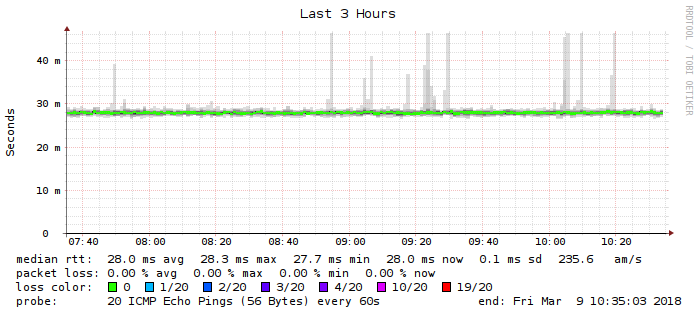 Last 3 Hours
RRDTOOL / TOBI OETIKER
Seconds
40 m
30 m
20 m
10 m
0
07:40 08:00 08:20 08:40 09:00 09:20 09:40 10:00 10:20
median rtt: 28.0 ms avg 28.3 ms max 27.7 ms min 28.0 ms now 0.1 ms sd 235.6 am/s
packet loss: 0.00 % avg 0.00 % max 0.00 % min 0.00 % now
loss color: 0 1/20 2/20 3/20 4/20 10/20 19/20
probe: 20 ICMP Echo Pings (56 Bytes) every 60s end: Fri Mar 9 10:35:03 2018